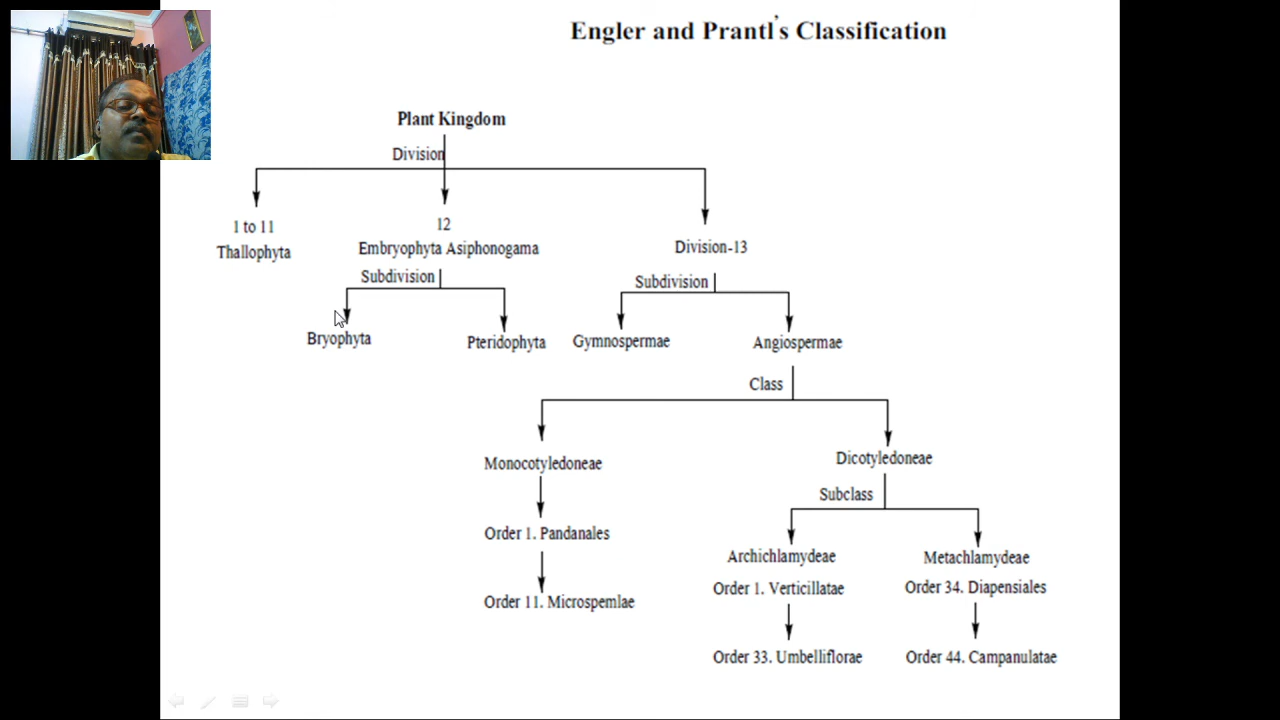 Engler and Prantl's Classification
Plant Kingdom
Division
1 to 11
Thallophyta
12
Embryophyta Asiphonogama
Division-13
Subdivision
Subdivision
Bryophyta
Pteridophyta
Gymnospermae
Angiospermae
Class
Monocotyledoneae
Dicotyledoneae
Subclass
Order 1. Pandanales
Archichlamydeae
Metachlamydeae
Order 1. Verticillatae
Order 34. Diapensiales
Order 11. Microspemlae
Order 33. Umbelliflorae
Order 44. Campanulatae